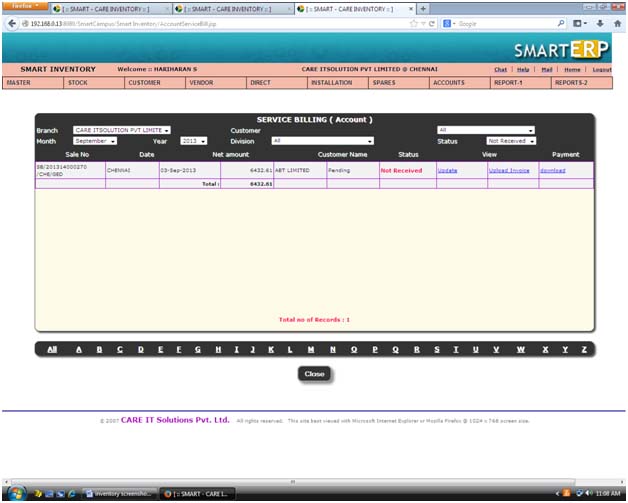 Firefox
[ :: SMART - CARE INVENTORY :: ] × [ :: SMART - CARE INVENTORY :: ] × [ :: SMART - CARE INVENTORY :: ] × +
192.168.0.13:8089/SmartCampus/Smart Inventory/AccountServiceBill.jsp Google
SMARTERP
SMART INVENTORY Welcome :: HARIHARAN S CARE ITSOLUTION PVT LIMITED @ CHENNAI Chat | Help | Mail | Home | Logout
MASTER STOCK CUSTOMER VENDOR DIRECT INSTALLATION SPARES ACCOUNTS REPORT-1 REPORTS-2
SERVICE BILLING ( Account )
Branch CARE ITSOLUTION PVT LIMITE Customer All
Month September Year 2013 Division All Status Not Received
Sale No Date Net amount Customer Name Status View Payment
SB/201314000270
/CHE/GED CHENNAI 03-Sep-2013 6432.61 ABT LIMITED Pending Not Received Update Upload Invoice download
Total : 6432.61
Total no of Records : 1
All A B C D E F G H I J K L M N O P Q R S T U V W X Y Z
Close
© 2007 CARE IT Solutions Pvt. Ltd. All rights reserved. This site best viewed with Microsoft Internet Explorer or Mozilla Firefox @ 1024 x 768 screen size.
inventory screensho... [ :: SMART - CARE I... 11:08 AM